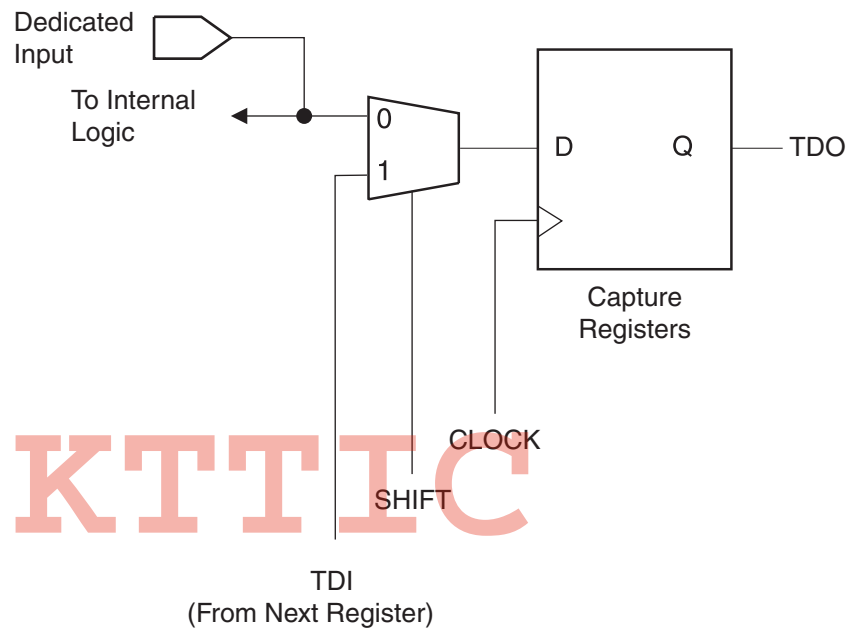 Dedicated
Input
To Internal
Logic
0
1
D
Q
TDO
Capture
Registers
CLOCK
SHIFT
KTTIC
TDI
(From Next Register)